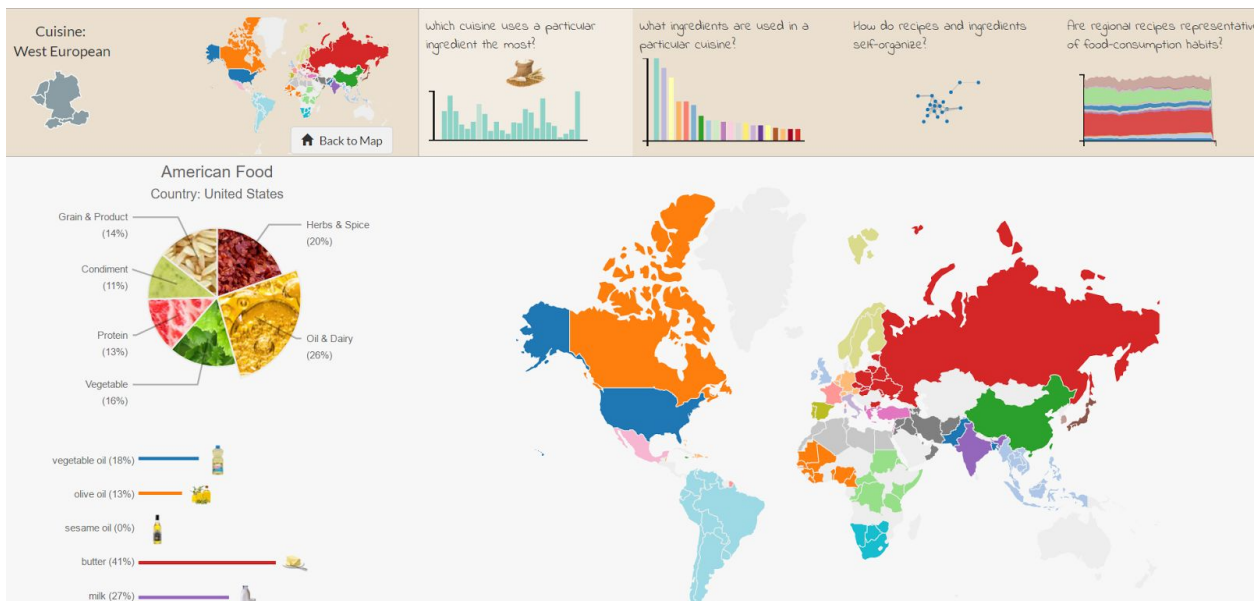 Cuisine:
West European
Back to Map
Which cuisine uses a particular
ingredient the most?
What ingredients are used in a
particular cuisine?
How do recipes and ingredients
self-organize?
Are regional recipes representative
of food-consumption habits?
American Food
Country: United States
Grain & Product
(14%)
Herbs & Spice
(20%)
Condiment
(11%)
Protein
(13%)
Oil & Dairy
(26%)
Vegetable
(16%)
vegetable oil (18%)
olive oil (13%)
sesame oil (0%)
butter (41%)
milk (27%)